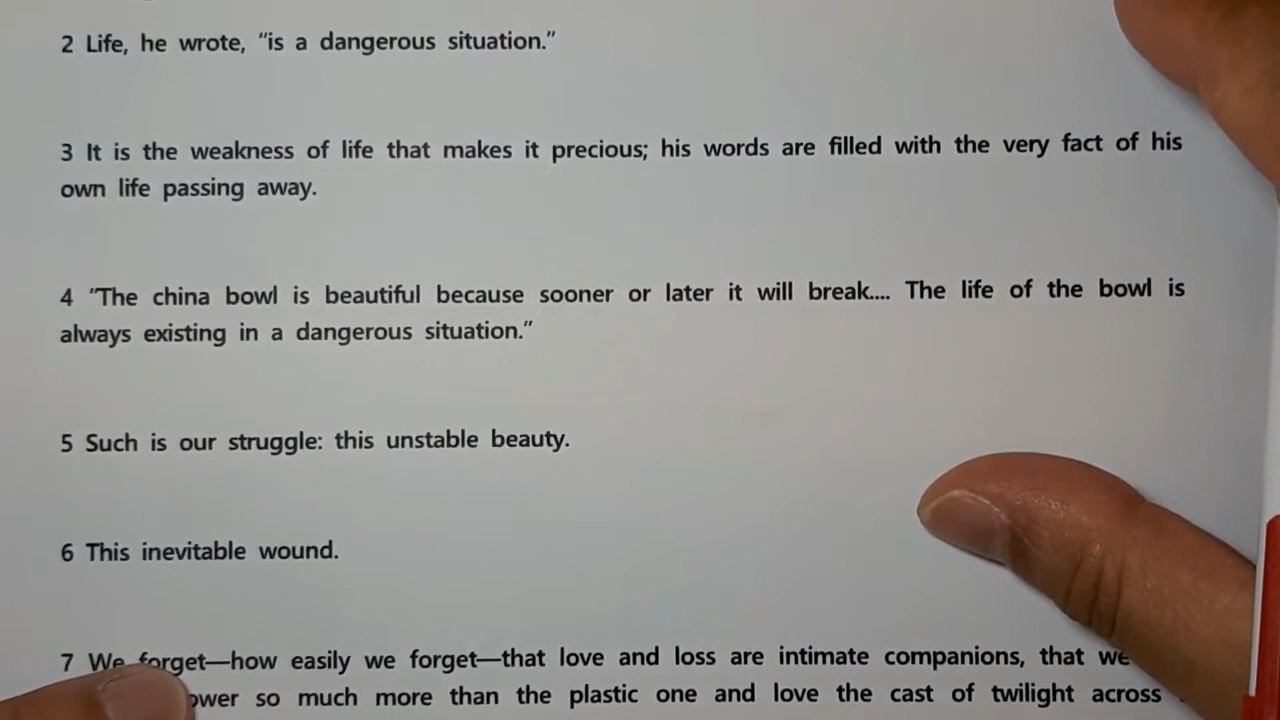 2 Life, he wrote, “is a dangerous situation.”
3 It is the weakness of life that makes it precious; his words are filled with the very fact of his
own life passing away.
4 “The china bowl is beautiful because sooner or later it will break.... The life of the bowl is
always existing in a dangerous situation.”
5 Such is our struggle: this unstable beauty.
6 This inevitable wound.
7 We forget—how easily we forget—that love and loss are intimate companions, that we
so much more than the plastic one and love the cast of twilight across